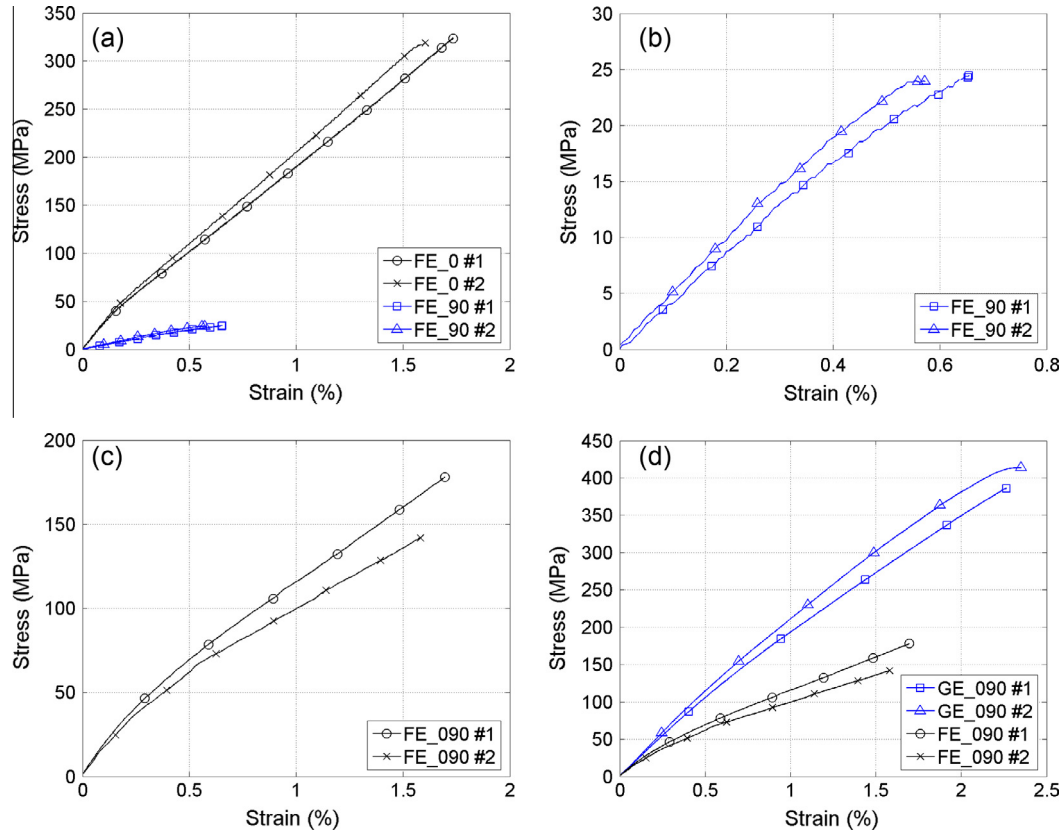 (a)
Stress (MPa)
350
300
250
200
150
100
50
0
0
0.5
1
1.5
2
Strain (%)
FE_0 #1
FE_0 #2
FE_90 #1
FE_90 #2
(b)
Stress (MPa)
30
25
20
15
10
5
0
0
0.2
0.4
0.6
0.8
Strain (%)
FE_90 #1
FE_90 #2
(c)
Stress (MPa)
200
150
100
50
0
0
0.5
1
1.5
2
Strain (%)
FE_090 #1
FE_090 #2
(d)
Stress (MPa)
450
400
350
300
250
200
150
100
50
0
0
0.5
1
1.5
2
2.5
Strain (%)
GE_090 #1
GE_090 #2
FE_090 #1
FE_090 #2